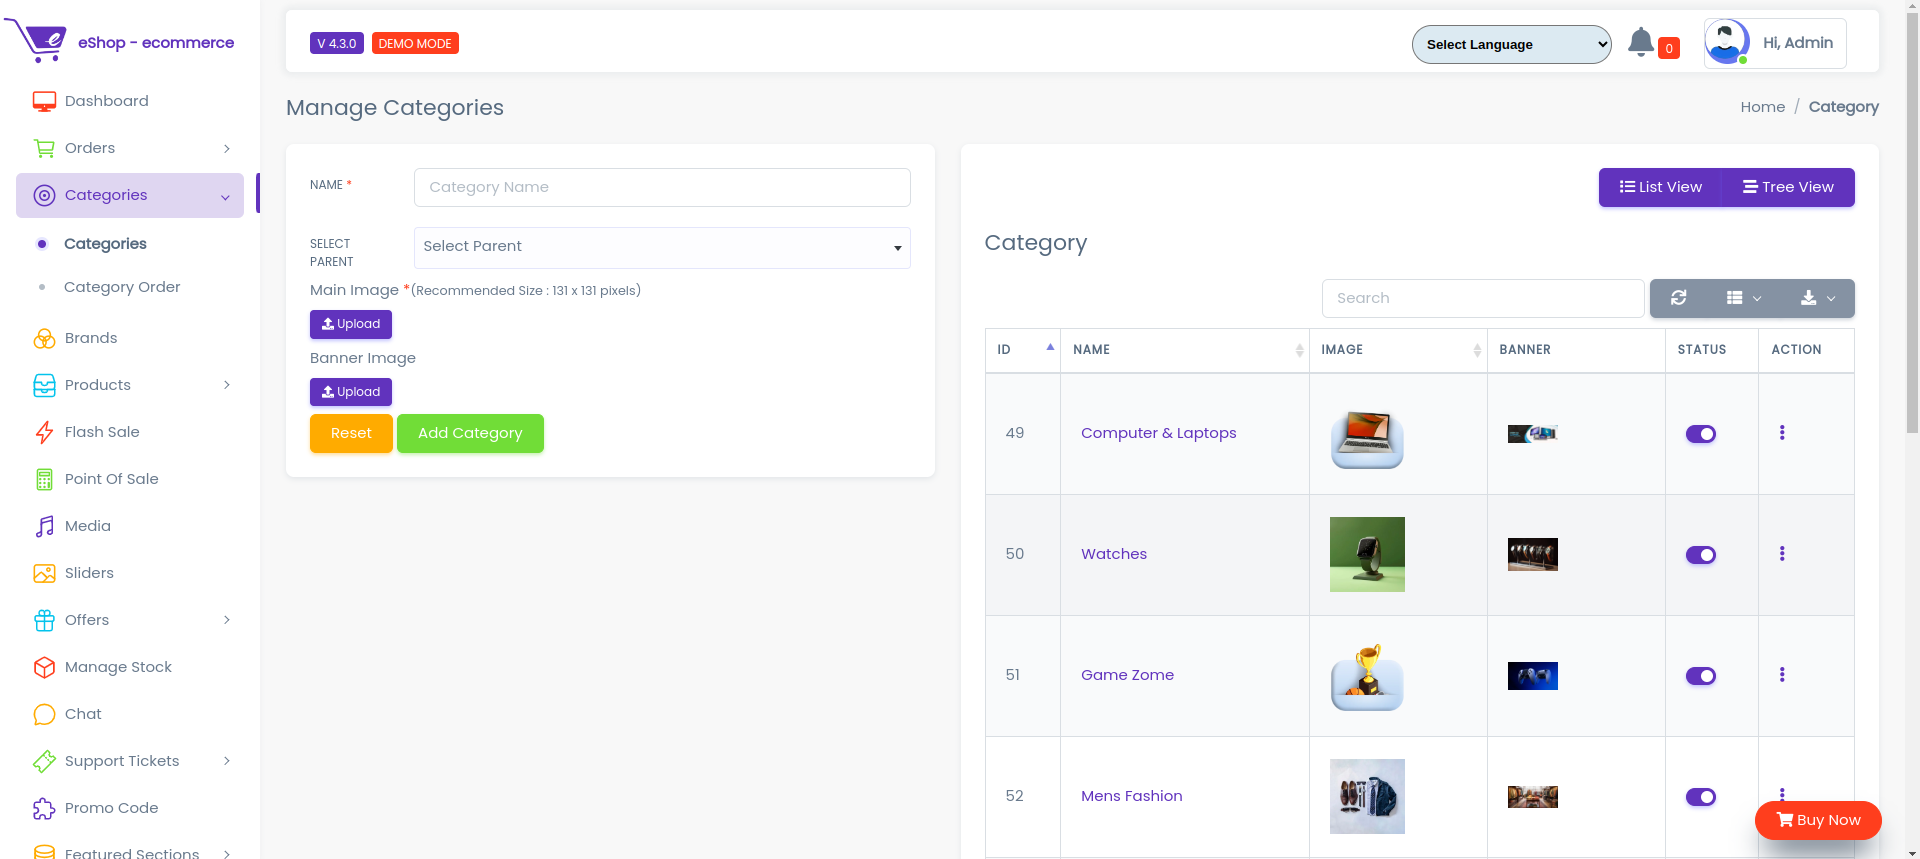 eShop - ecommerce
V 4.3.0
DEMO MODE
Select Language
0
Hi, Admin
Dashboard
Orders
Categories
Categories
Category Order
Brands
Products
Flash Sale
Point Of Sale
Media
Sliders
Offers
Manage Stock
Chat
Support Tickets
Promo Code
Featured Sections
Manage Categories
Home / Category
NAME *
Category Name
SELECT
PARENT
Select Parent
Main Image *(Recommended Size : 131 x 131 pixels)
Upload
Banner Image
Upload
Reset
Add Category
List View
Tree View
Category
Search
ID NAME IMAGE BANNER STATUS ACTION
49 Computer & Laptops
50 Watches
51 Game Zome
52 Mens Fashion
Buy Now